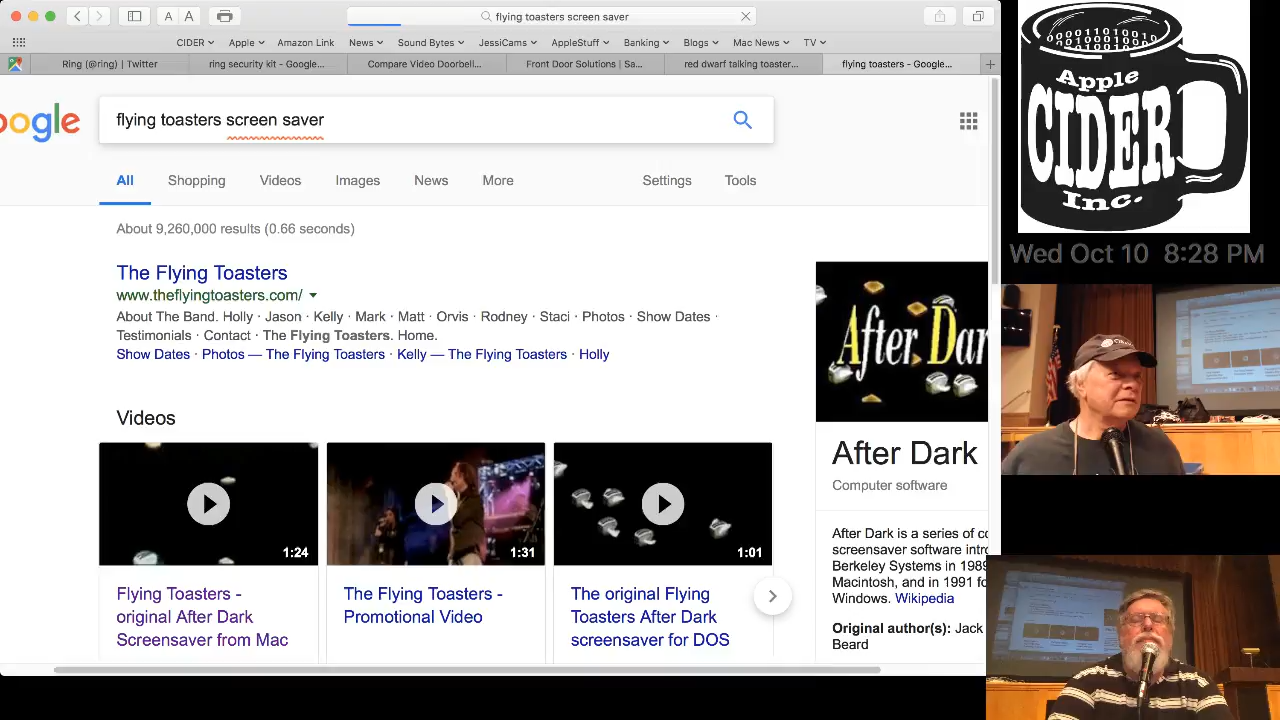 flying toasters screen saver
CIDER
Apple
Amazon Link
News
Sound Bytes
JessiCams
AppleStuff
Banking
Blogs
Mac News
TV
Ring (@ring) | Twitter
ring security kit - Google...
Compare Video Doorbell...
Front Door Solutions | Sa...
red dwarf talking toaster...
flying toasters - Google...
oogle
flying toasters screen saver
All
Shopping
Videos
Images
News
More
Settings
Tools
About 9,260,000 results (0.66 seconds)
The Flying Toasters
www.theflyingtoasters.com/
About The Band. Holly · Jason · Kelly · Mark · Matt · Orvis · Rodney · Staci · Photos · Show Dates ·
Testimonials · Contact · The Flying Toasters. Home.
Show Dates · Photos — The Flying Toasters · Kelly — The Flying Toasters · Holly
Videos
1:24
1:31
1:01
Flying Toasters -
original After Dark
Screensaver from Mac
The Flying Toasters -
Promotional Video
The original Flying
Toasters After Dark
screensaver for DOS
After Dar
After Dark
Computer software
After Dark is a series of co
screensaver software intr
Berkeley Systems in 1989
Macintosh, and in 1991 fo
Windows. Wikipedia
Original author(s): Jack
Beard
Apple
CIDER
Inc.
Wed Oct 10 8:28 PM